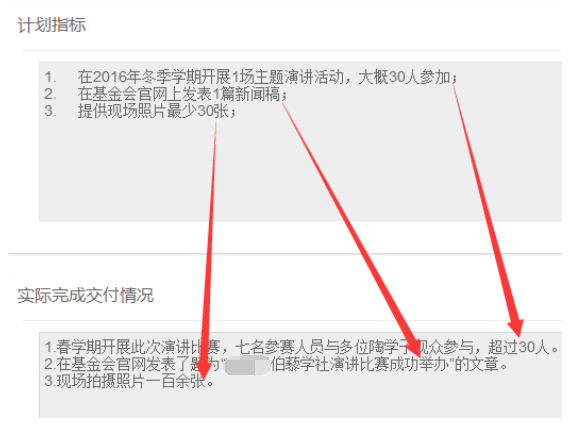 计划指标
1. 在2016年冬季学期开展1场主题演讲活动，大概30人参加；
2. 在基金会官网上发表1篇新闻稿；
3. 提供现场照片最少30张；
实际完成交付情况
1.春学期开展此次演讲比赛，七名参赛人员与多位陶学子观众参与，超过30人。
2.在基金会官网发表了题为“ 伯藜学社演讲比赛成功举办”的文章。
3.现场拍摄照片一百余张。